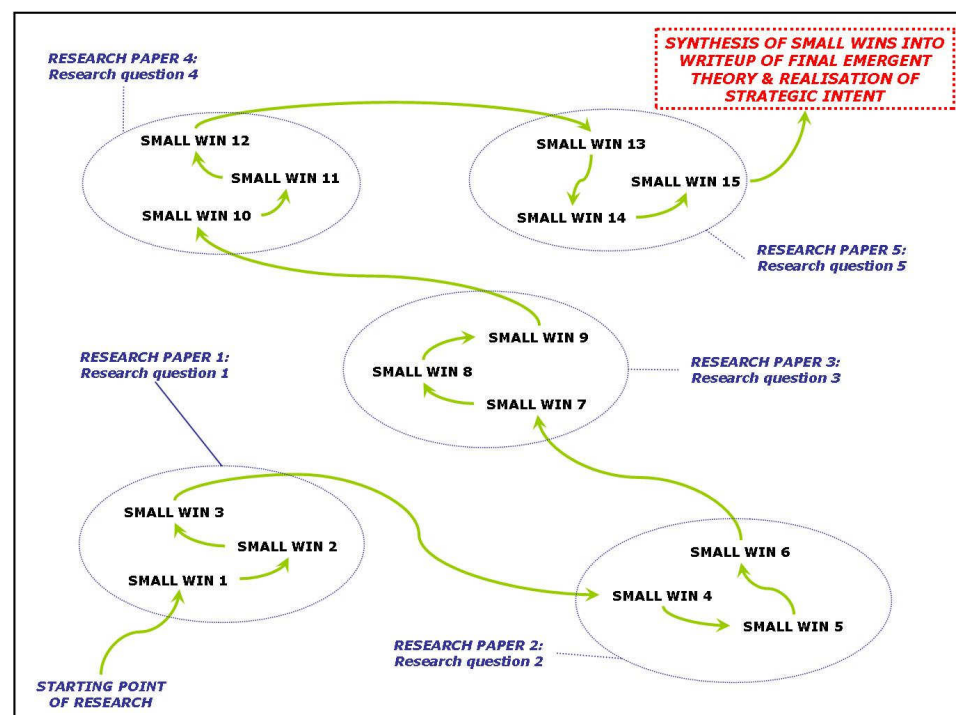 RESEARCH PAPER 4:
Research question 4
SYNTHESIS OF SMALL WINS INTO
WRITEUP OF FINAL EMERGENT
THEORY & REALISATION OF
STRATEGIC INTENT
SMALL WIN 12
SMALL WIN 11
SMALL WIN 10
SMALL WIN 13
SMALL WIN 15
SMALL WIN 14
RESEARCH PAPER 5:
Research question 5
SMALL WIN 9
SMALL WIN 8
SMALL WIN 7
RESEARCH PAPER 3:
Research question 3
RESEARCH PAPER 1:
Research question 1
SMALL WIN 3
SMALL WIN 2
SMALL WIN 1
SMALL WIN 6
SMALL WIN 4
SMALL WIN 5
RESEARCH PAPER 2:
Research question 2
STARTING POINT
OF RESEARCH